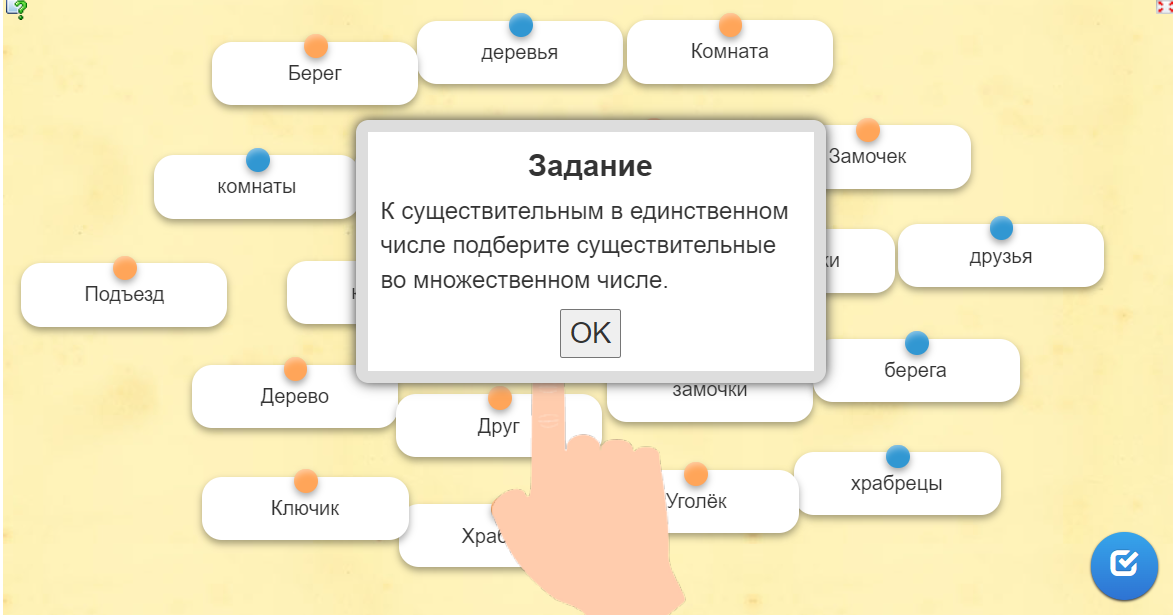 деревья
Комната
Берег
Замочек
комнаты
Задание
К существительным в единственном
числе подберите существительные
во множественном числе.
OK
друзья
Подъезд
берега
замочки
Дерево
Друг
храбрецы
Уголёк
Ключик